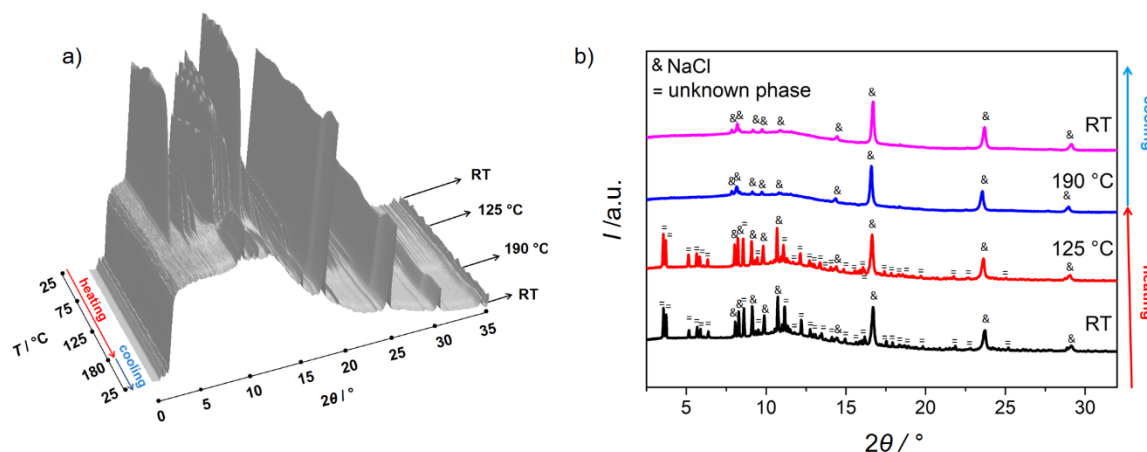 a)
RT
125 °C
190 °C
RT
25
75
125
180
25
T / °C
heating
cooling
0
5
10
15
20
25
30
35
2θ / °
b)
& NaCl
= unknown phase
RT
190 °C
125 °C
RT
I /a.u.
5
10
15
20
25
30
2θ / °
cooling
heating
& & & & & & & & &
& & & & & & & & &
= = = = = = & & = & = & & = = = = = = & = = = = & = = = = = = & = = = &
= = = = = = & & = & = & & = = = = = = & = = = = & = = = = = = & = = = &